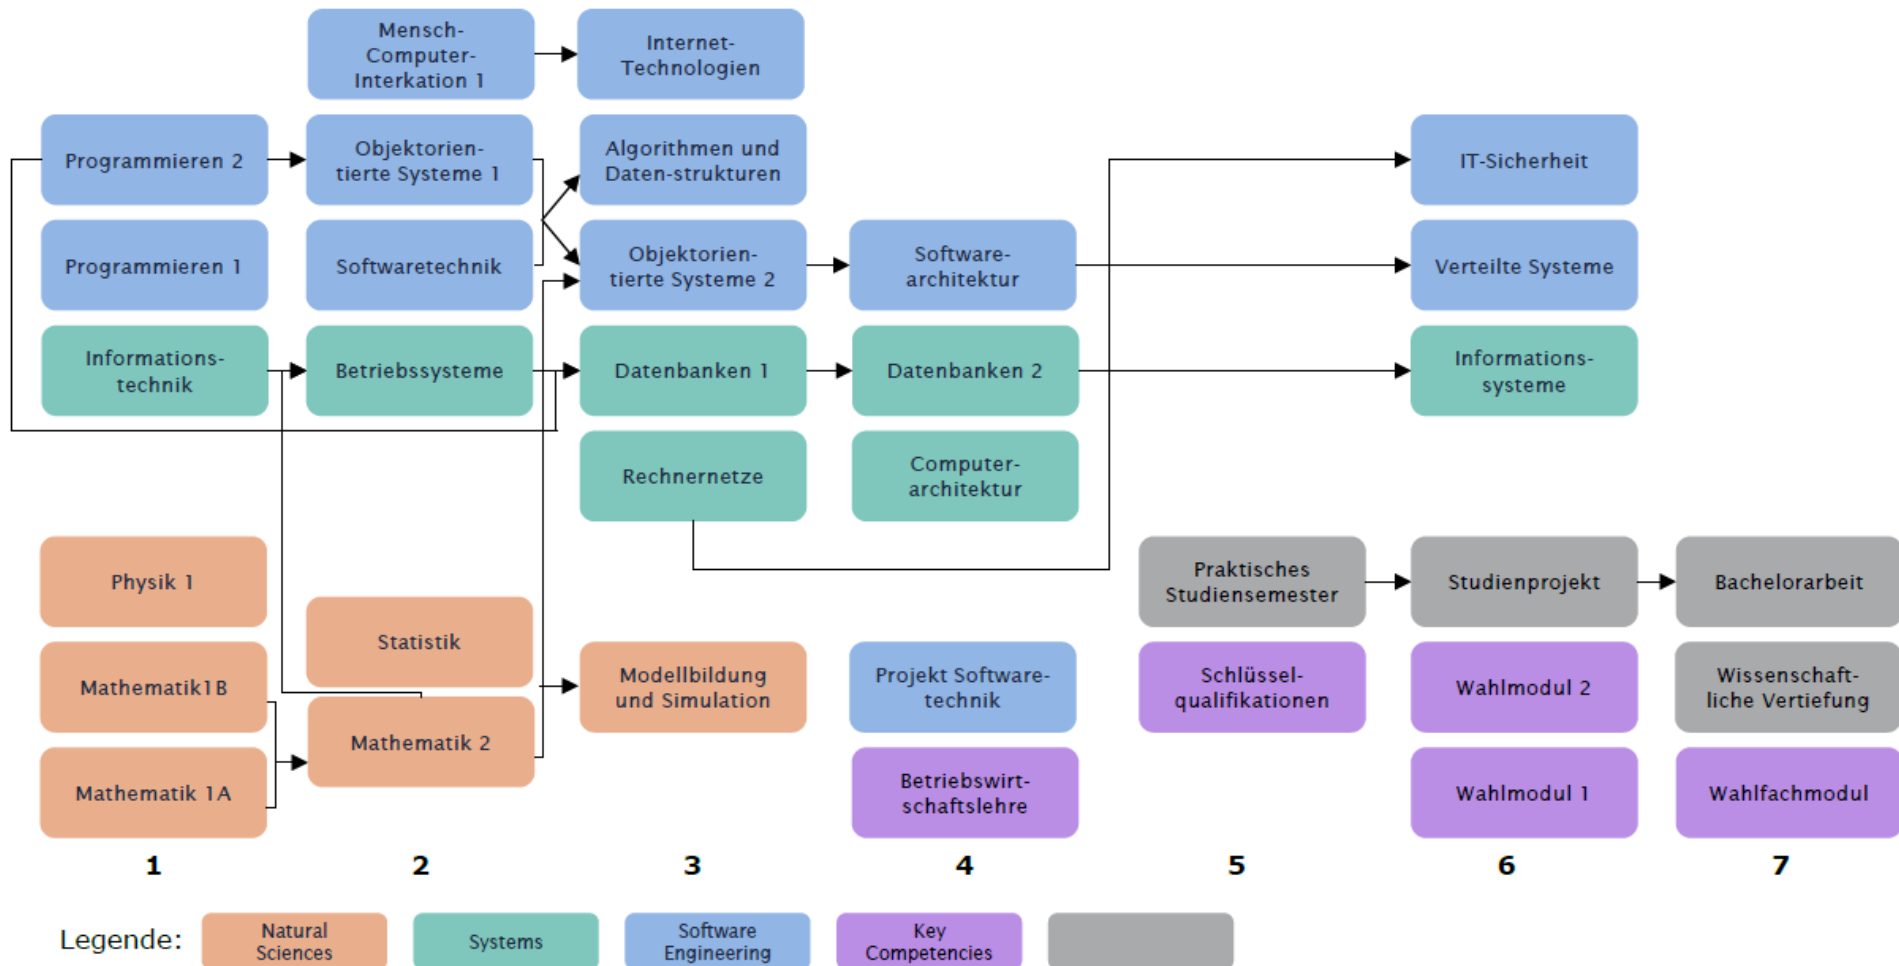 Mensch-
Computer-
Interkation 1
Internet-
Technologien
Programmieren 2
Objektorien-
tierte Systeme 1
Algorithmen und
Daten-strukturen
IT-Sicherheit
Programmieren 1
Softwaretechnik
Objektorien-
tierte Systeme 2
Software-
architektur
Verteilte Systeme
Informations-
technik
Betriebssysteme
Datenbanken 1
Datenbanken 2
Informations-
systeme
Rechnernetze
Computer-
architektur
Physik 1
Praktisches
Studiensemester
Studienprojekt
Bachelorarbeit
Statistik
Mathematik1B
Modellbildung
und Simulation
Projekt Software-
technik
Schlüssel-
qualifikationen
Wahlmodul 2
Wissenschaft-
liche Vertiefung
Mathematik 2
Mathematik 1A
Betriebswirt-
schaftslehre
Wahlmodul 1
Wahlfachmodul
1 2 3 4 5 6 7
Legende:
Natural
Sciences
Systems
Software
Engineering
Key
Competencies